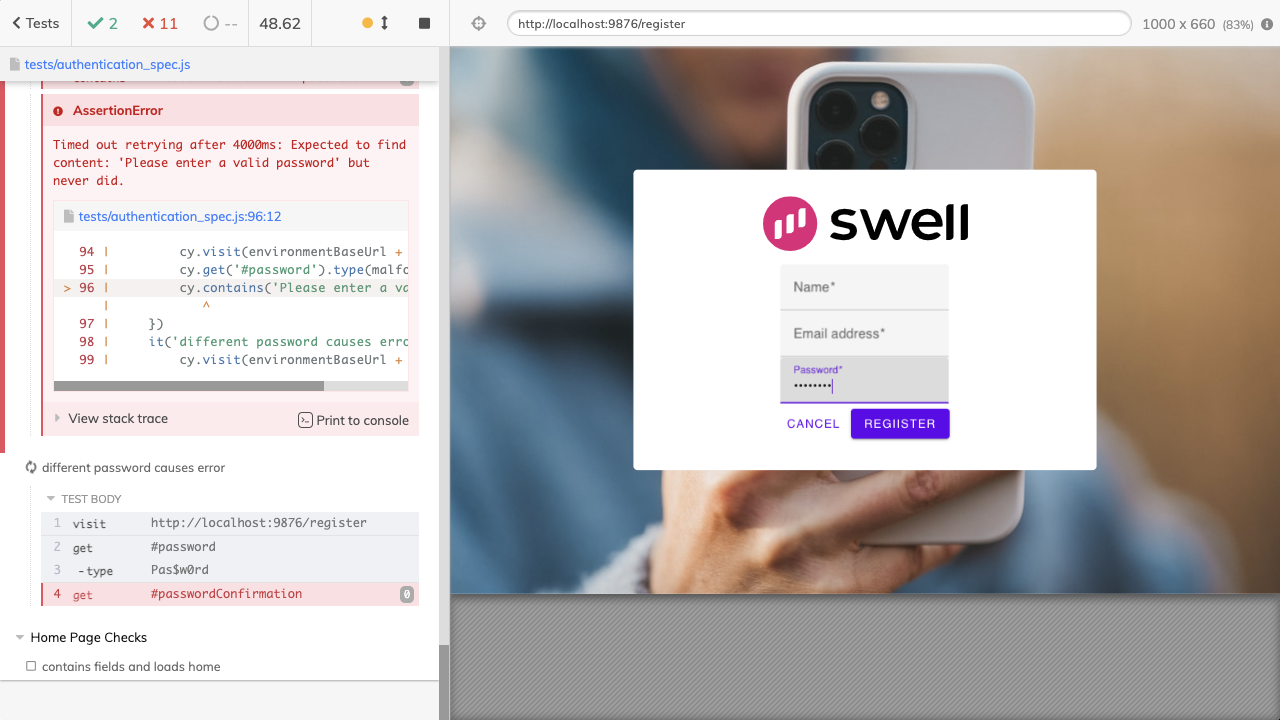 Tests
2
11
--
48.62
http://localhost:9876/register
1000 x 660 (83%)
tests/authentication_spec.js
AssertionError
Timed out retrying after 4000ms: Expected to find
content: 'Please enter a valid password' but
never did.
tests/authentication_spec.js:96:12
94 | cy.visit(environmentBaseUrl +
95 | cy.get('#password').type(malfo
> 96 | cy.contains('Please enter a va
| ^
97 | })
98 | it('different password causes erro
99 | cy.visit(environmentBaseUrl +
View stack trace
Print to console
different password causes error
TEST BODY
1 visit http://localhost:9876/register
2 get #password
3 -type Pas$w0rd
4 get #passwordConfirmation 0
Home Page Checks
contains fields and loads home
swell
Name*
Email address*
Password*
••••••••
CANCEL
REGIISTER